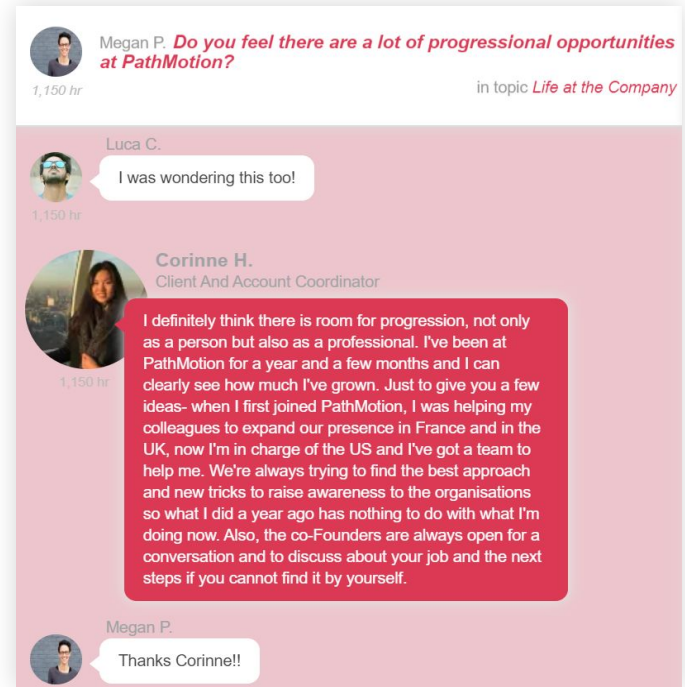 Megan P. Do you feel there are a lot of progressional opportunities
at PathMotion?
1,150 hr
in topic Life at the Company
Luca C.
I was wondering this too!
1,150 hr
Corinne H.
Client And Account Coordinator
I definitely think there is room for progression, not only
as a person but also as a professional. I've been at
PathMotion for a year and a few months and I can
clearly see how much I've grown. Just to give you a few
ideas- when I first joined PathMotion, I was helping my
colleagues to expand our presence in France and in the
UK, now I'm in charge of the US and I've got a team to
help me. We're always trying to find the best approach
and new tricks to raise awareness to the organisations
so what I did a year ago has nothing to do with what I'm
doing now. Also, the co-Founders are always open for a
conversation and to discuss about your job and the next
steps if you cannot find it by yourself.
1,150 hr
Megan P.
Thanks Corinne!!